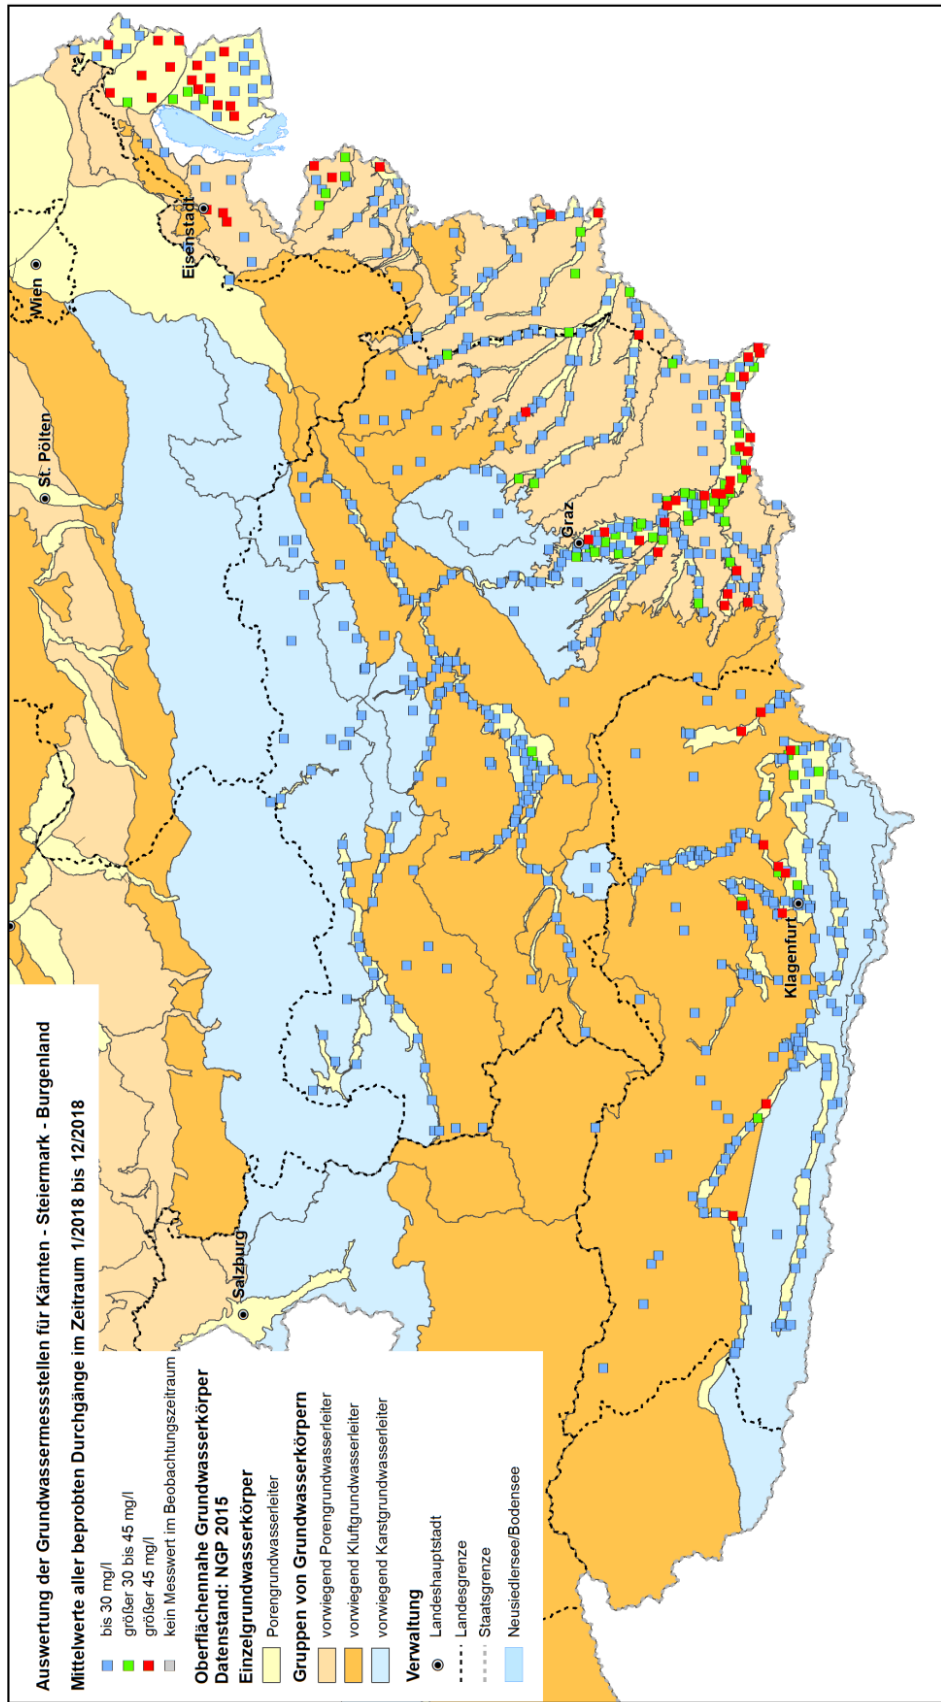 Auswertung der Grundwassermessstellen für Kärnten - Steiermark - Burgenland
Mittelwerte aller beprobten Durchgänge im Zeitraum 1/2018 bis 12/2018
bis 30 mg/l
größer 30 bis 45 mg/l
größer 45 mg/l
kein Messwert im Beobachtungszeitraum
Oberflächennahe Grundwasserkörper
Datenstand: NGP 2015
Einzelgrundwasserkörper
Porengrundwasserleiter
Gruppen von Grundwasserkörpern
vorwiegend Porengrundwasserleiter
vorwiegend Kluftgrundwasserleiter
vorwiegend Karstgrundwasserleiter
Verwaltung
Landeshauptstadt
Landesgrenze
Staatsgrenze
Neusiedlersee/Bodensee
Salzburg
St. Pölten
Wien
Eisenstadt
Graz
Klagenfurt